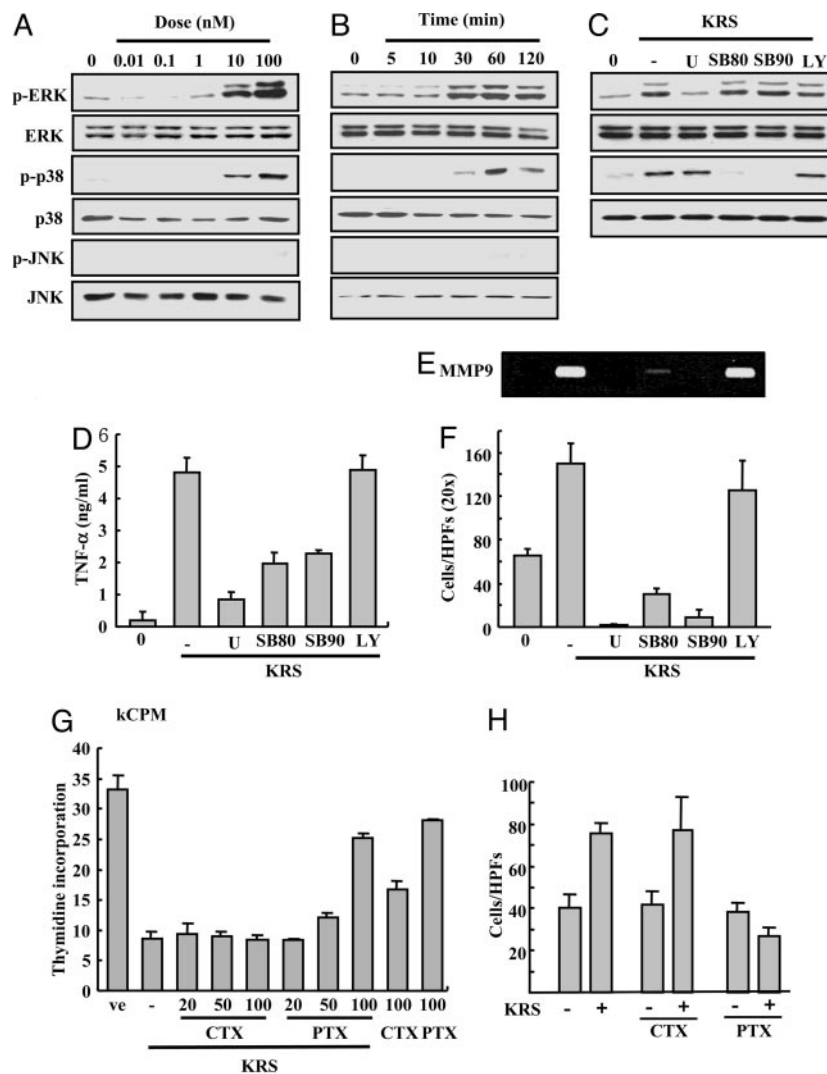 A
Dose (nM)
0 0.01 0.1 1 10 100
B
Time (min)
0 5 10 30 60 120
C
KRS
0 - U SB80 SB90 LY
p-ERK
ERK
p-p38
p38
p-JNK
JNK
E MMP9
D
TNF-α (ng/ml)
6
5
4
3
2
1
0
0 - U SB80 SB90 LY
KRS
F
Cells/HPFs (20x)
160
120
80
40
0
0 - U SB80 SB90 LY
KRS
G
kCPM
Thymidine incorporation
40
35
30
25
20
15
10
5
0
ve - 20 50 100 20 50 100 100 100
CTX PTX CTX PTX
KRS
H
Cells/HPFs
100
80
60
40
20
KRS - + - + - +
CTX PTX